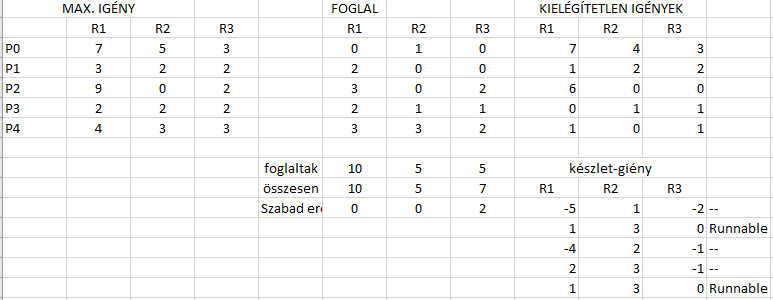 MAX. IGÉNY FOGLAL KIELÉGÍTETLEN IGÉNYEK
R1 R2 R3 R1 R2 R3 R1 R2 R3
P0 7 5 3 0 1 0 7 4 3
P1 3 2 2 2 0 0 1 2 2
P2 9 0 2 3 0 2 6 0 0
P3 2 2 2 2 1 1 0 1 1
P4 4 3 3 3 3 2 1 0 1
foglaltak 10 5 5 készlet-giény
összesen 10 5 7 R1 R2 R3
Szabad er 0 0 2 -5 1 -2 --
1 3 0 Runnable
-4 2 -1 --
2 3 -1 --
1 3 0 Runnable